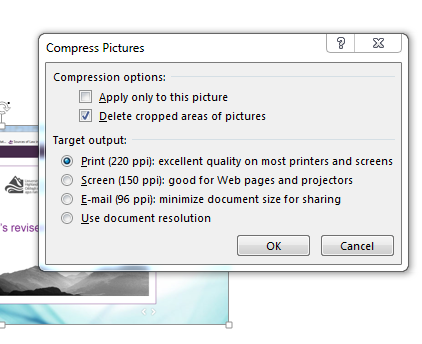 Compress Pictures
Compression options:
Apply only to this picture
Delete cropped areas of pictures
Target output:
Print (220 ppi): excellent quality on most printers and screens
Screen (150 ppi): good for Web pages and projectors
E-mail (96 ppi): minimize document size for sharing
Use document resolution
's revise
OK
Cancel